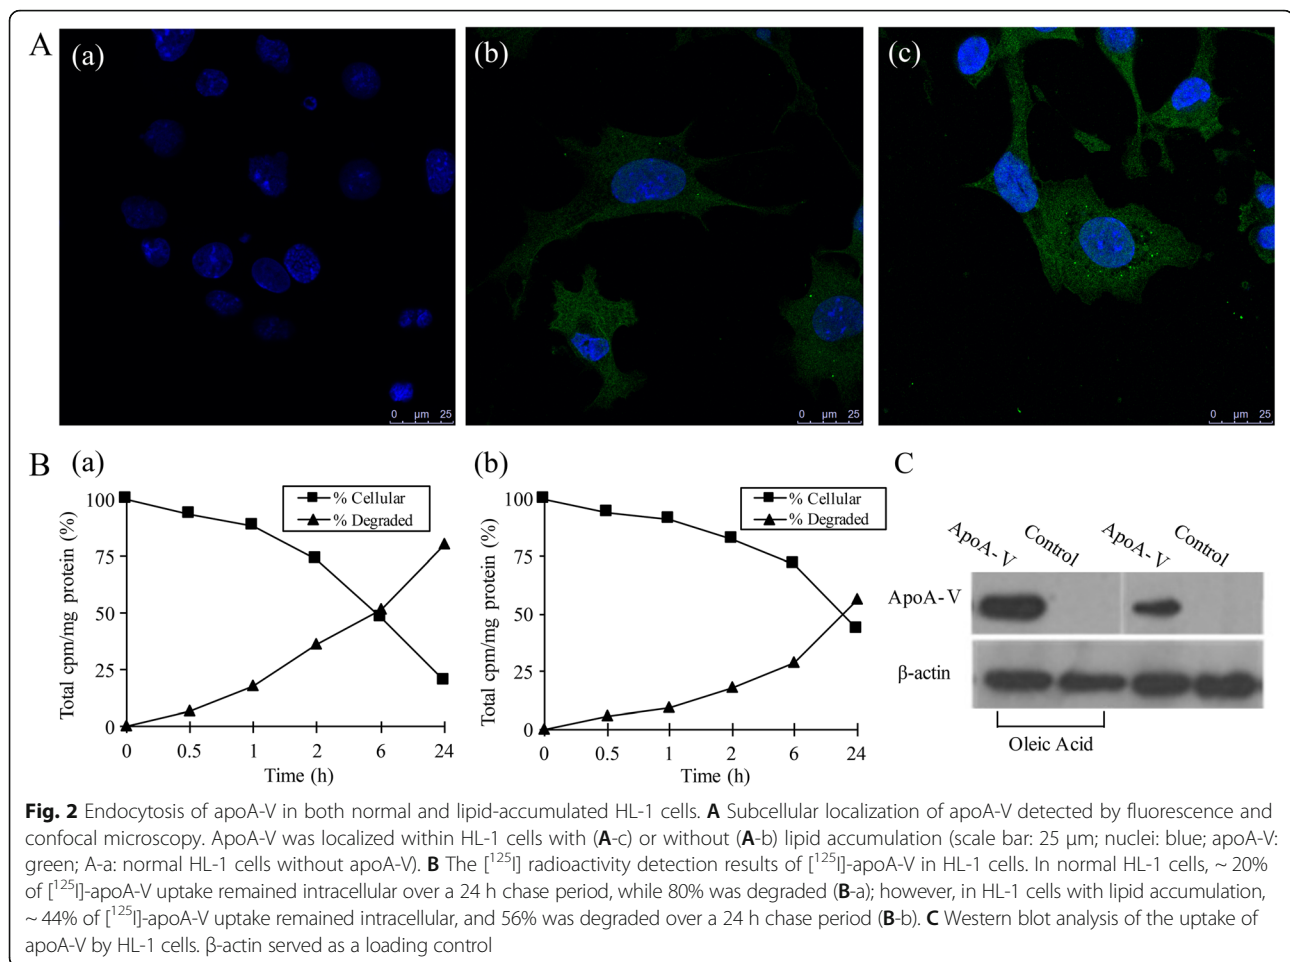 A (a) (b) (c)
0 µm 25 0 µm 25 0 µm 25
B (a) (b) C
Total cpm/mg protein (%)
100
75
50
25
0
% Cellular
% Degraded
0 0.5 1 2 6 24
Time (h)
Total cpm/mg protein (%)
100
75
50
25
0
% Cellular
% Degraded
0 0.5 1 2 6 24
Time (h)
ApoA- V Control ApoA- V Control
ApoA-V
β-actin
Oleic Acid
Fig. 2 Endocytosis of apoA-V in both normal and lipid-accumulated HL-1 cells. A Subcellular localization of apoA-V detected by fluorescence and
confocal microscopy. ApoA-V was localized within HL-1 cells with (A-c) or without (A-b) lipid accumulation (scale bar: 25 µm; nuclei: blue; apoA-V:
green; A-a: normal HL-1 cells without apoA-V). B The [¹²⁵I] radioactivity detection results of [¹²⁵I]-apoA-V in HL-1 cells. In normal HL-1 cells, ~ 20%
of [¹²⁵I]-apoA-V uptake remained intracellular over a 24 h chase period, while 80% was degraded (B-a); however, in HL-1 cells with lipid accumulation,
~ 44% of [¹²⁵I]-apoA-V uptake remained intracellular, and 56% was degraded over a 24 h chase period (B-b). C Western blot analysis of the uptake of
apoA-V by HL-1 cells. β-actin served as a loading control